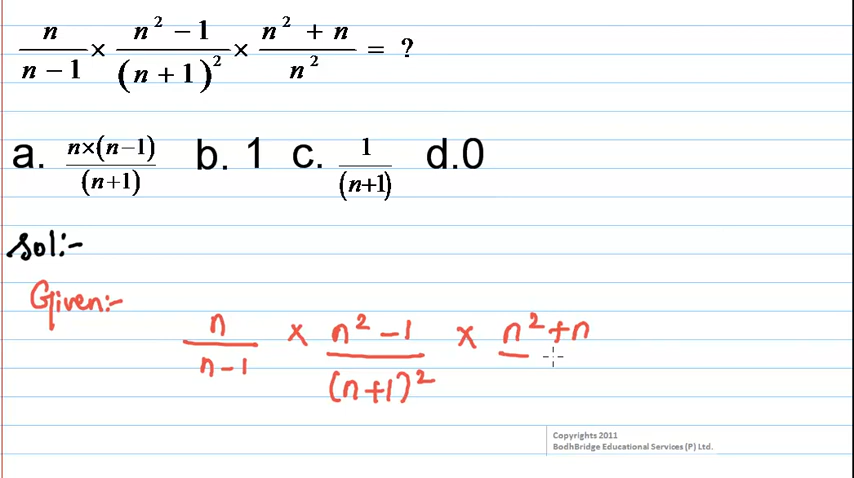 n/(n − 1) × (n² − 1)/(n + 1)² × (n² + n)/n² = ?
a. n×(n−1)/(n+1) b. 1 c. 1/(n+1) d.0
Sol:-
Given:-
n/(n-1) × (n² - 1)/(n+1)² × n² + n
Copyrights 2011
BodhBridge Educational Services (P) Ltd.